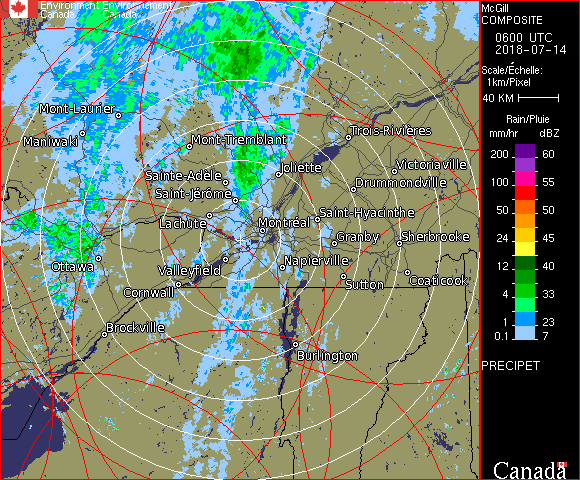 Environment Environnement
Canada Canada
McGill
COMPOSITE
0600 UTC
2018-07-14
Scale/Échelle:
1km/Pixel
40 KM
Rain/Pluie
mm/hr dBZ
200 60
100 55
50 50
24 45
12 40
4 33
1 23
0.1 7
PRECIPET
Canada
Mont-Laurier
Maniwaki
Mont-Tremblant
Trois-Rivières
Sainte-Adèle
Joliette
Victoriaville
Saint-Jérôme
Drummondville
Lachute
Saint-Hyacinthe
Montréal
Granby
Sherbrooke
Ottawa
Valleyfield
Napierville
Cornwall
Sutton
Coaticook
Brockville
Burlington